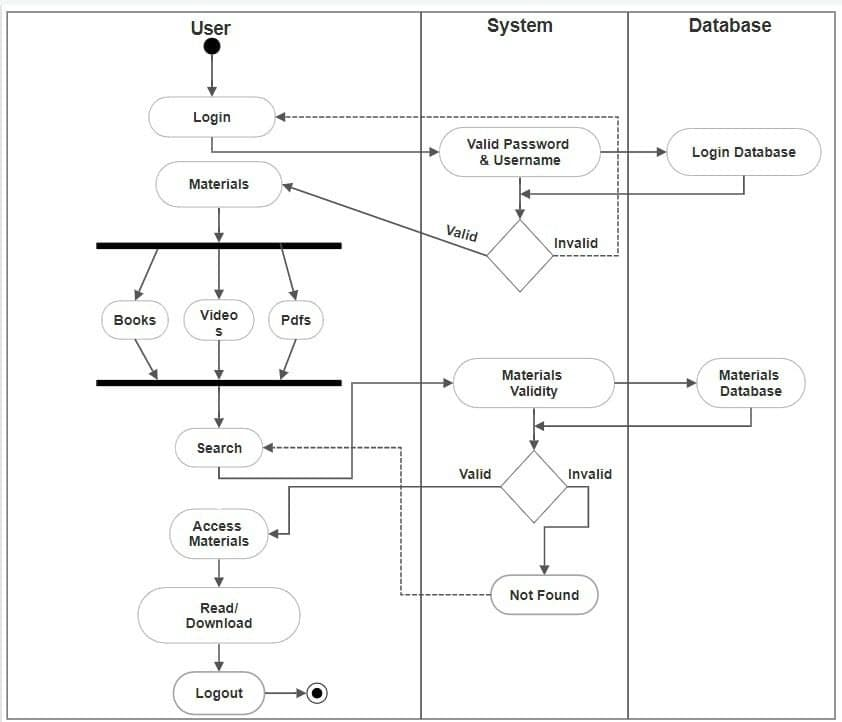 User
System
Database
Login
Valid Password
& Username
Login Database
Materials
Valid
Invalid
Books
Video
s
Pdfs
Materials
Validity
Materials
Database
Search
Valid
Invalid
Access
Materials
Not Found
Read/
Download
Logout